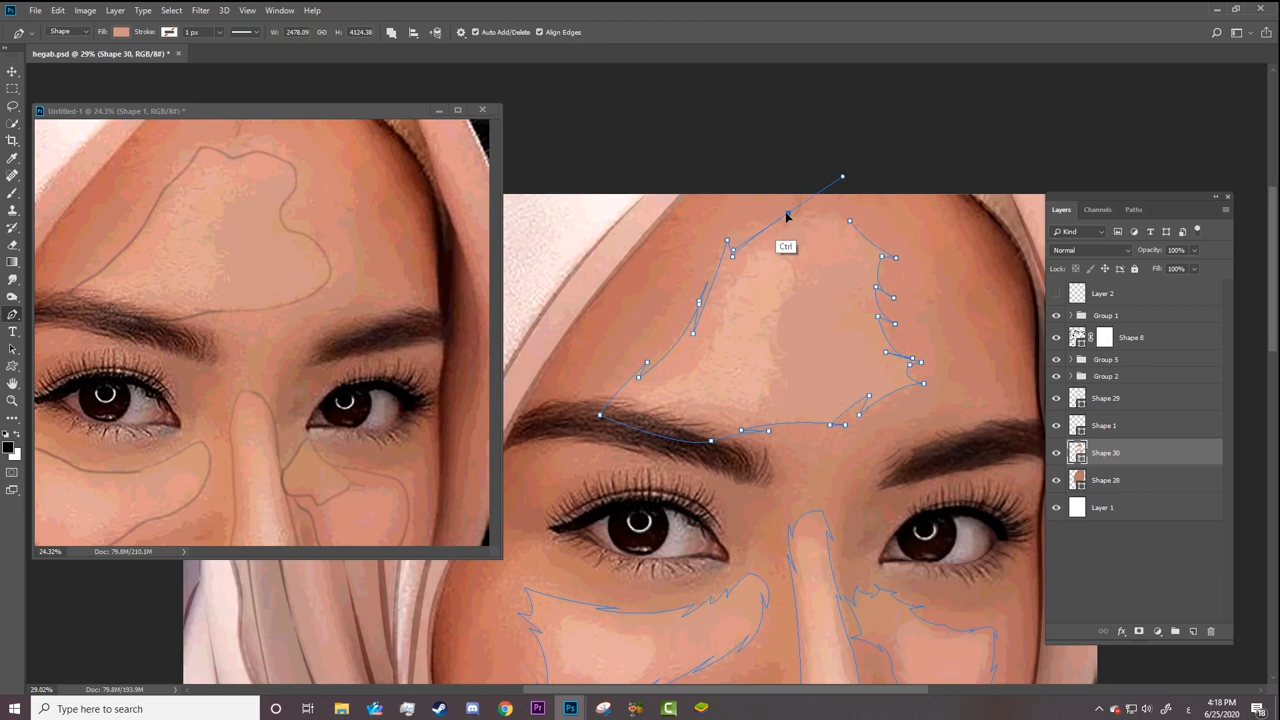 File Edit Image Layer Type Select Filter 3D View Window Help
Shape Fill: Stroke: 1 px W: 2478.09 H: 4124.38 Auto Add/Delete Align Edges
hegab.psd @ 29% (Shape 30, RGB/8#) * ×
Untitled-1 @ 24.3% (Shape 1, RGB/8#) *
Ctrl
Layers Channels Paths
Kind
Normal Opacity: 100%
Lock: Fill: 100%
Layer 2
Group 1
Shape 8
Group 5
Group 2
Shape 29
Shape 1
Shape 30
Shape 28
Layer 1
24.32% Doc: 79.8M/210.1M
29.02% Doc: 79.8M/193.9M
Type here to search
4:18 PM
6/25/2020
ع
18